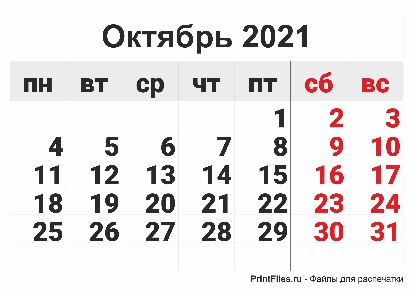 Октябрь 2021
пн вт ср чт пт сб вс
1 2 3
4 5 6 7 8 9 10
11 12 13 14 15 16 17
18 19 20 21 22 23 24
25 26 27 28 29 30 31
PrintFiles.ru - Файлы для распечатки